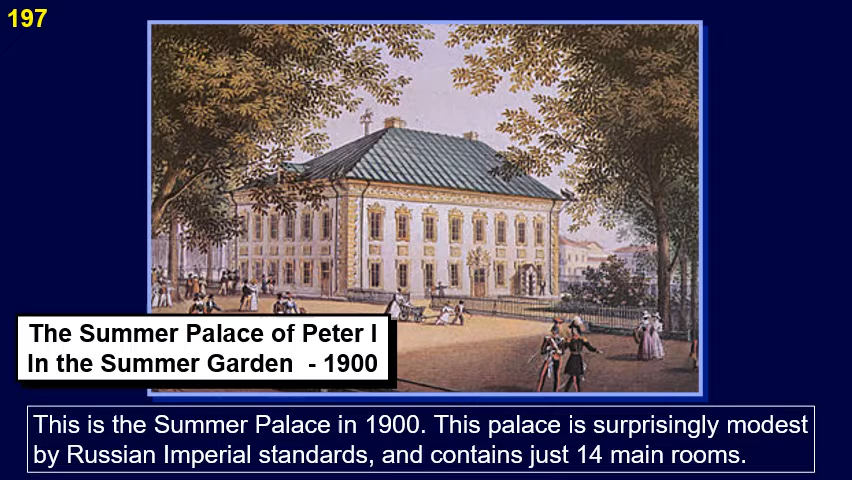 197
The Summer Palace of Peter I
In the Summer Garden - 1900
This is the Summer Palace in 1900. This palace is surprisingly modest
by Russian Imperial standards, and contains just 14 main rooms.